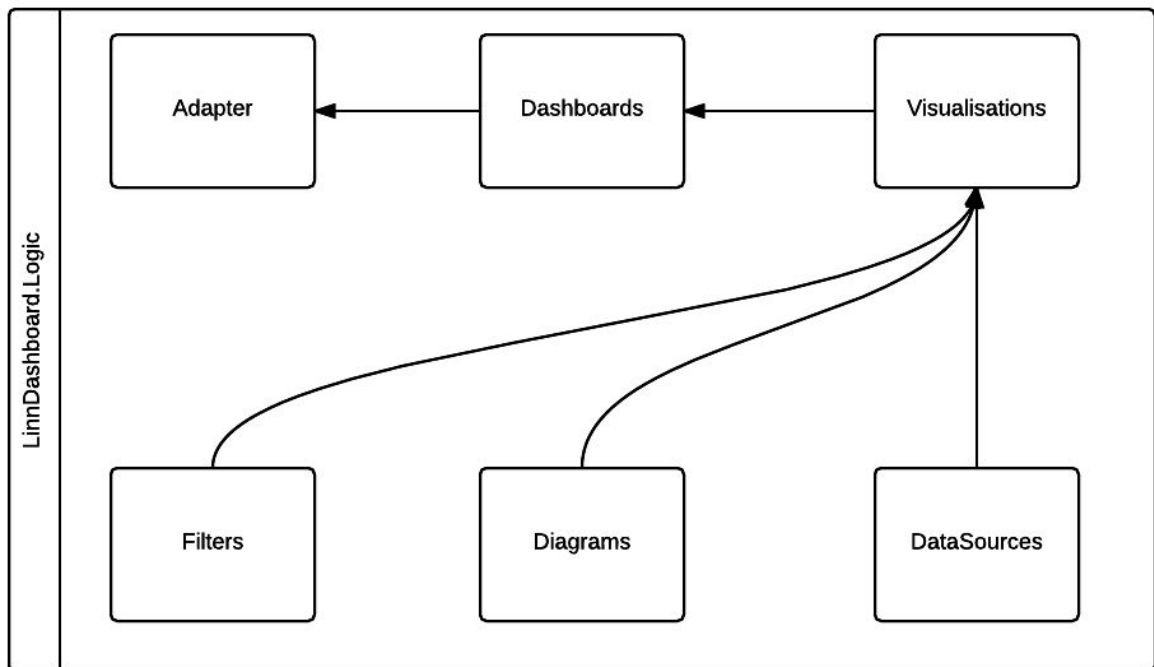 LinnDashboard.Logic
Adapter
Dashboards
Visualisations
Filters
Diagrams
DataSources